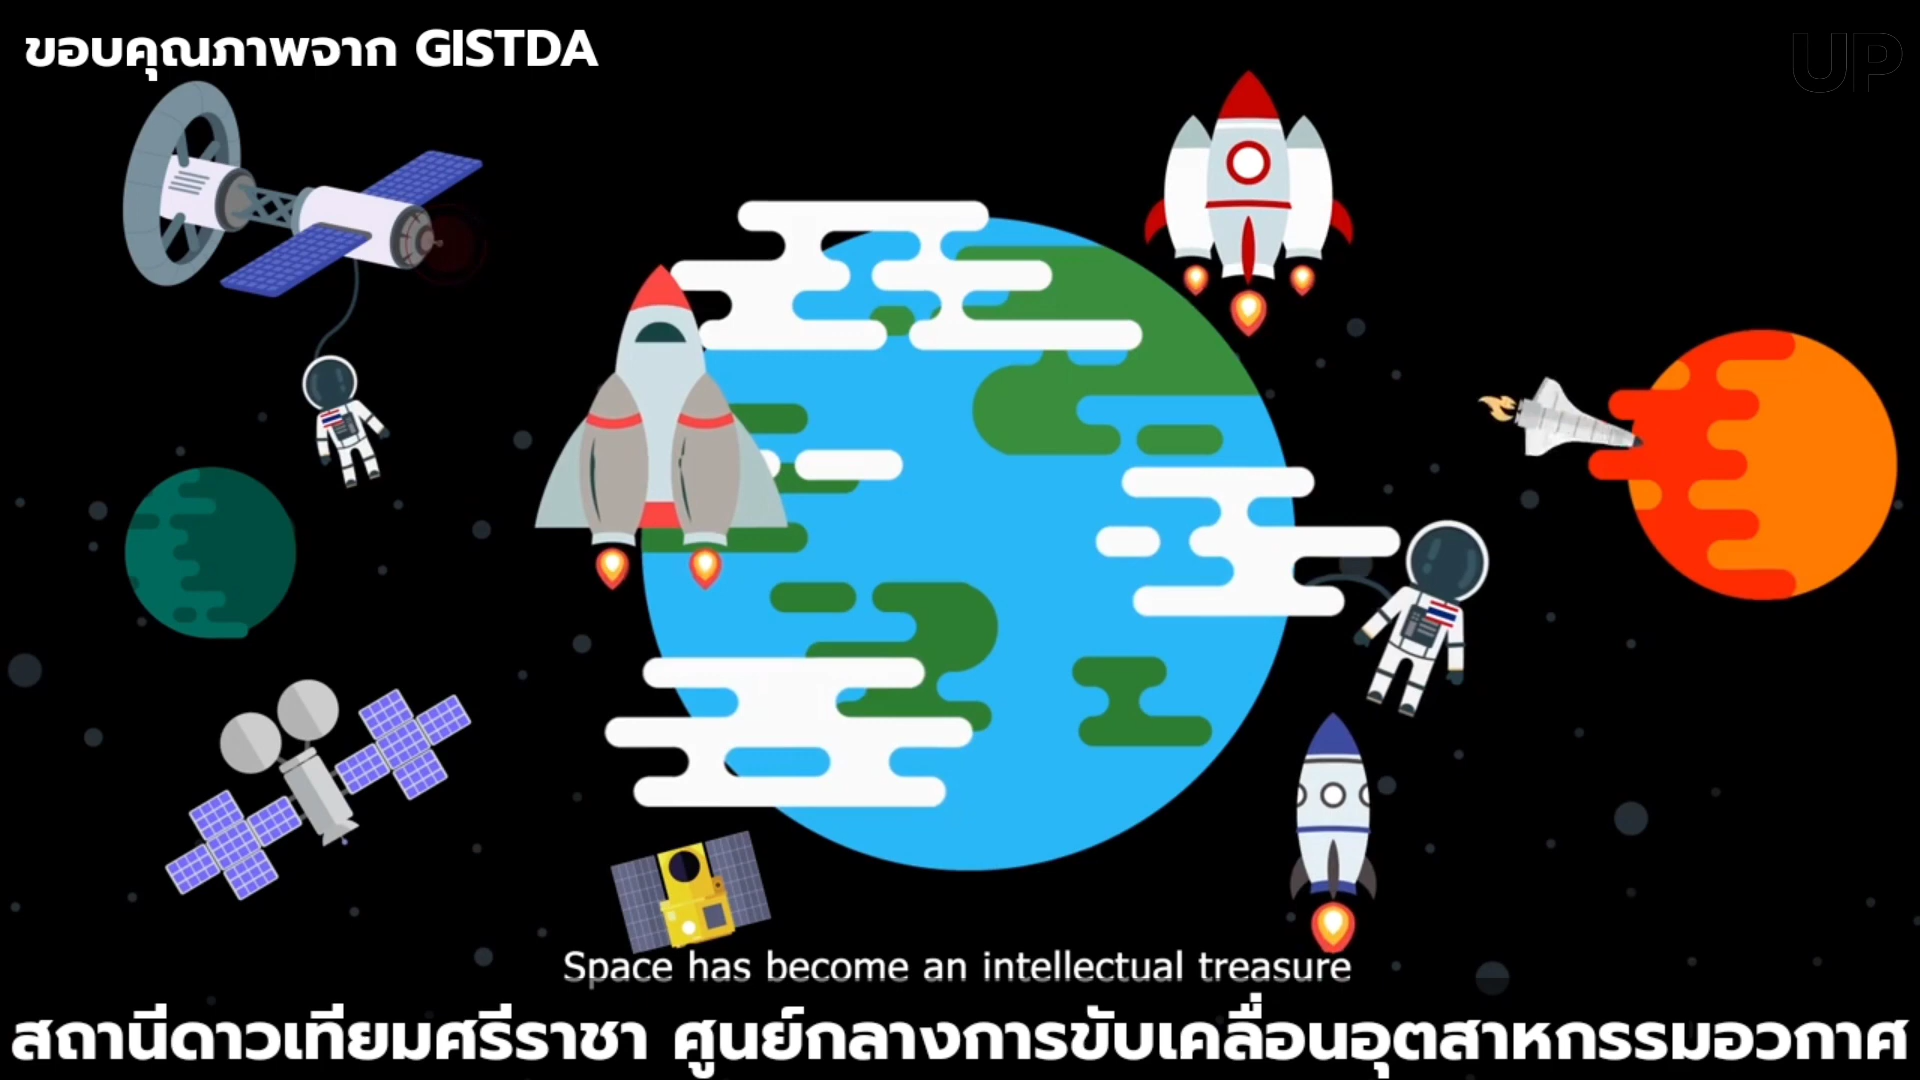 ขอบคุณภาพจาก GISTDA
UP
Space has become an intellectual treasure
สถานีดาวเทียมศรีราชา ศูนย์กลางการขับเคลื่อนอุตสาหกรรมอวกาศ